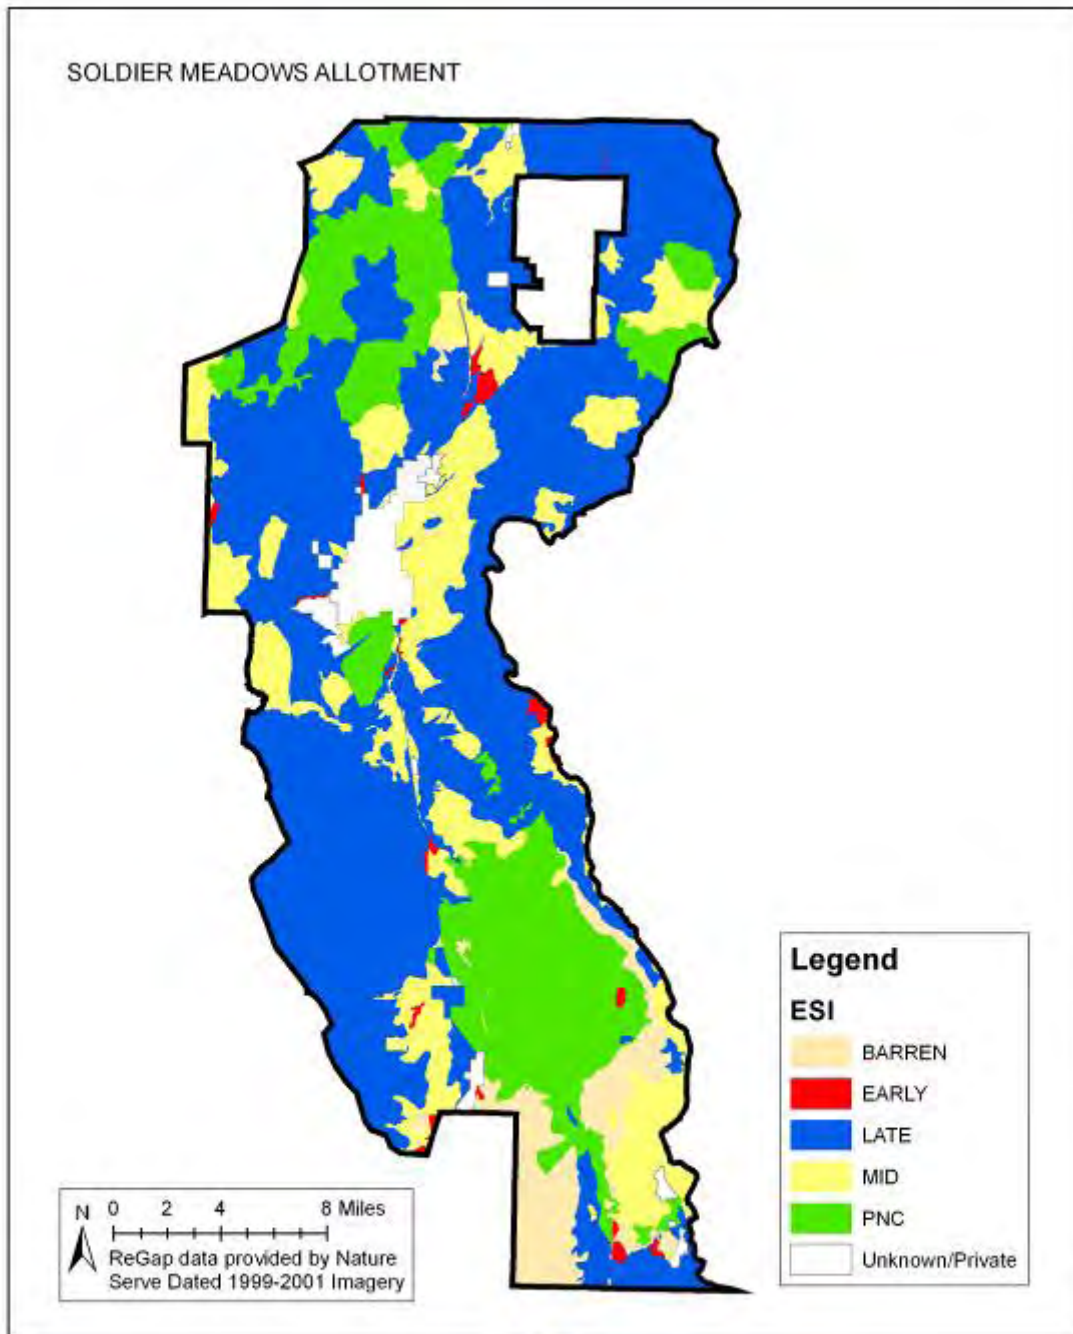 SOLDIER MEADOWS ALLOTMENT
Legend
ESI
BARREN
EARLY
LATE
MID
PNC
Unknown/Private
N 0 2 4 8 Miles
ReGap data provided by Nature
Serve Dated 1999-2001 Imagery